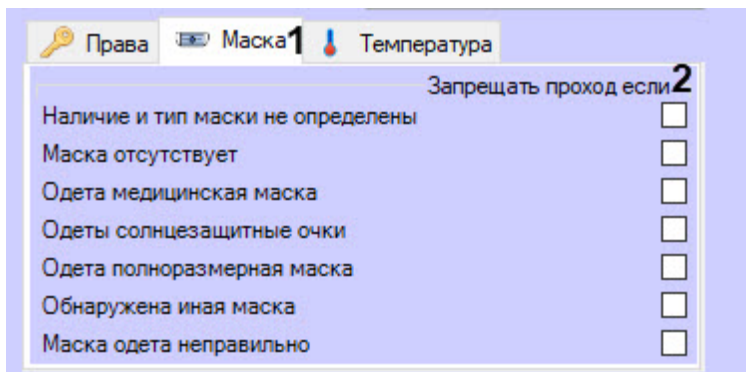 Права Маска1 Температура
Запрещать проход если2
Наличие и тип маски не определены
Маска отсутствует
Одета медицинская маска
Одеты солнцезащитные очки
Одета полноразмерная маска
Обнаружена иная маска
Маска одета неправильно